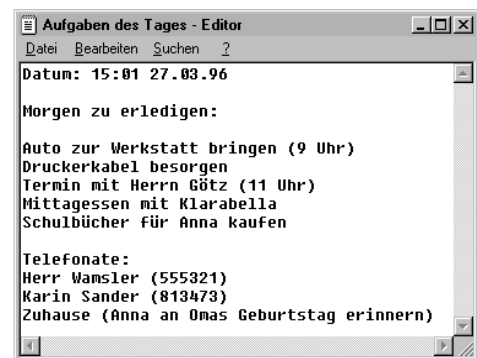 Aufgaben des Tages - Editor
Datei Bearbeiten Suchen ?
Datum: 15:01 27.03.96
Morgen zu erledigen:
Auto zur Werkstatt bringen (9 Uhr)
Druckerkabel besorgen
Termin mit Herrn Götz (11 Uhr)
Mittagessen mit Klarabella
Schulbücher für Anna kaufen
Telefonate:
Herr Wamsler (555321)
Karin Sander (813473)
Zuhause (Anna an Omas Geburtstag erinnern)